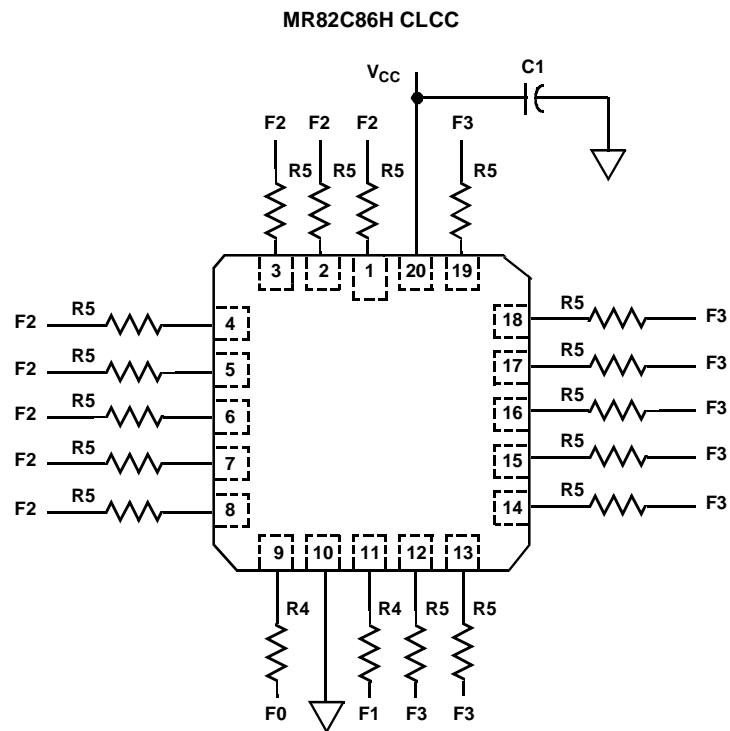 MR82C86H CLCC
VCC C1
F2 F2 F2 F3
R5 R5 R5 R5
3 2 1 20 19
F2 R5 4
F2 R5 5
F2 R5 6
F2 R5 7
F2 R5 8
18 R5 F3
17 R5 F3
16 R5 F3
15 R5 F3
14 R5 F3
9 10 11 12 13
R4 R4 R5 R5
F0 F1 F3 F3